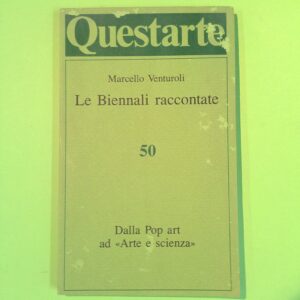 Questarte
Marcello Venturoli
Le Biennali raccontate
50
Dalla Pop art
ad «Arte e scienza»